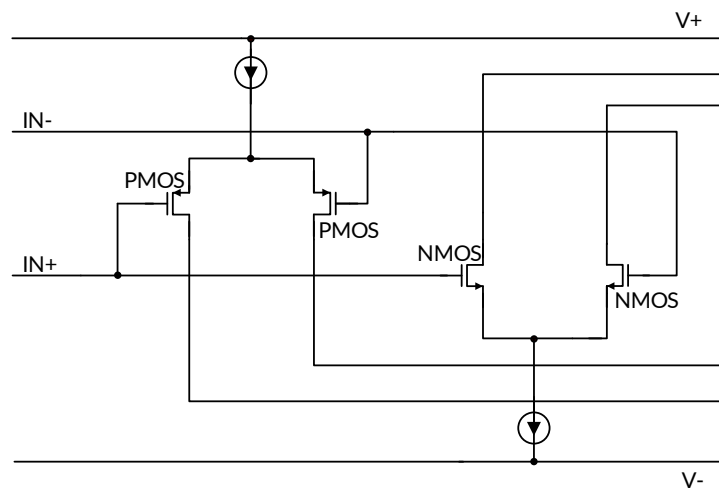 V+
IN-
PMOS
PMOS
NMOS
IN+
NMOS
V-